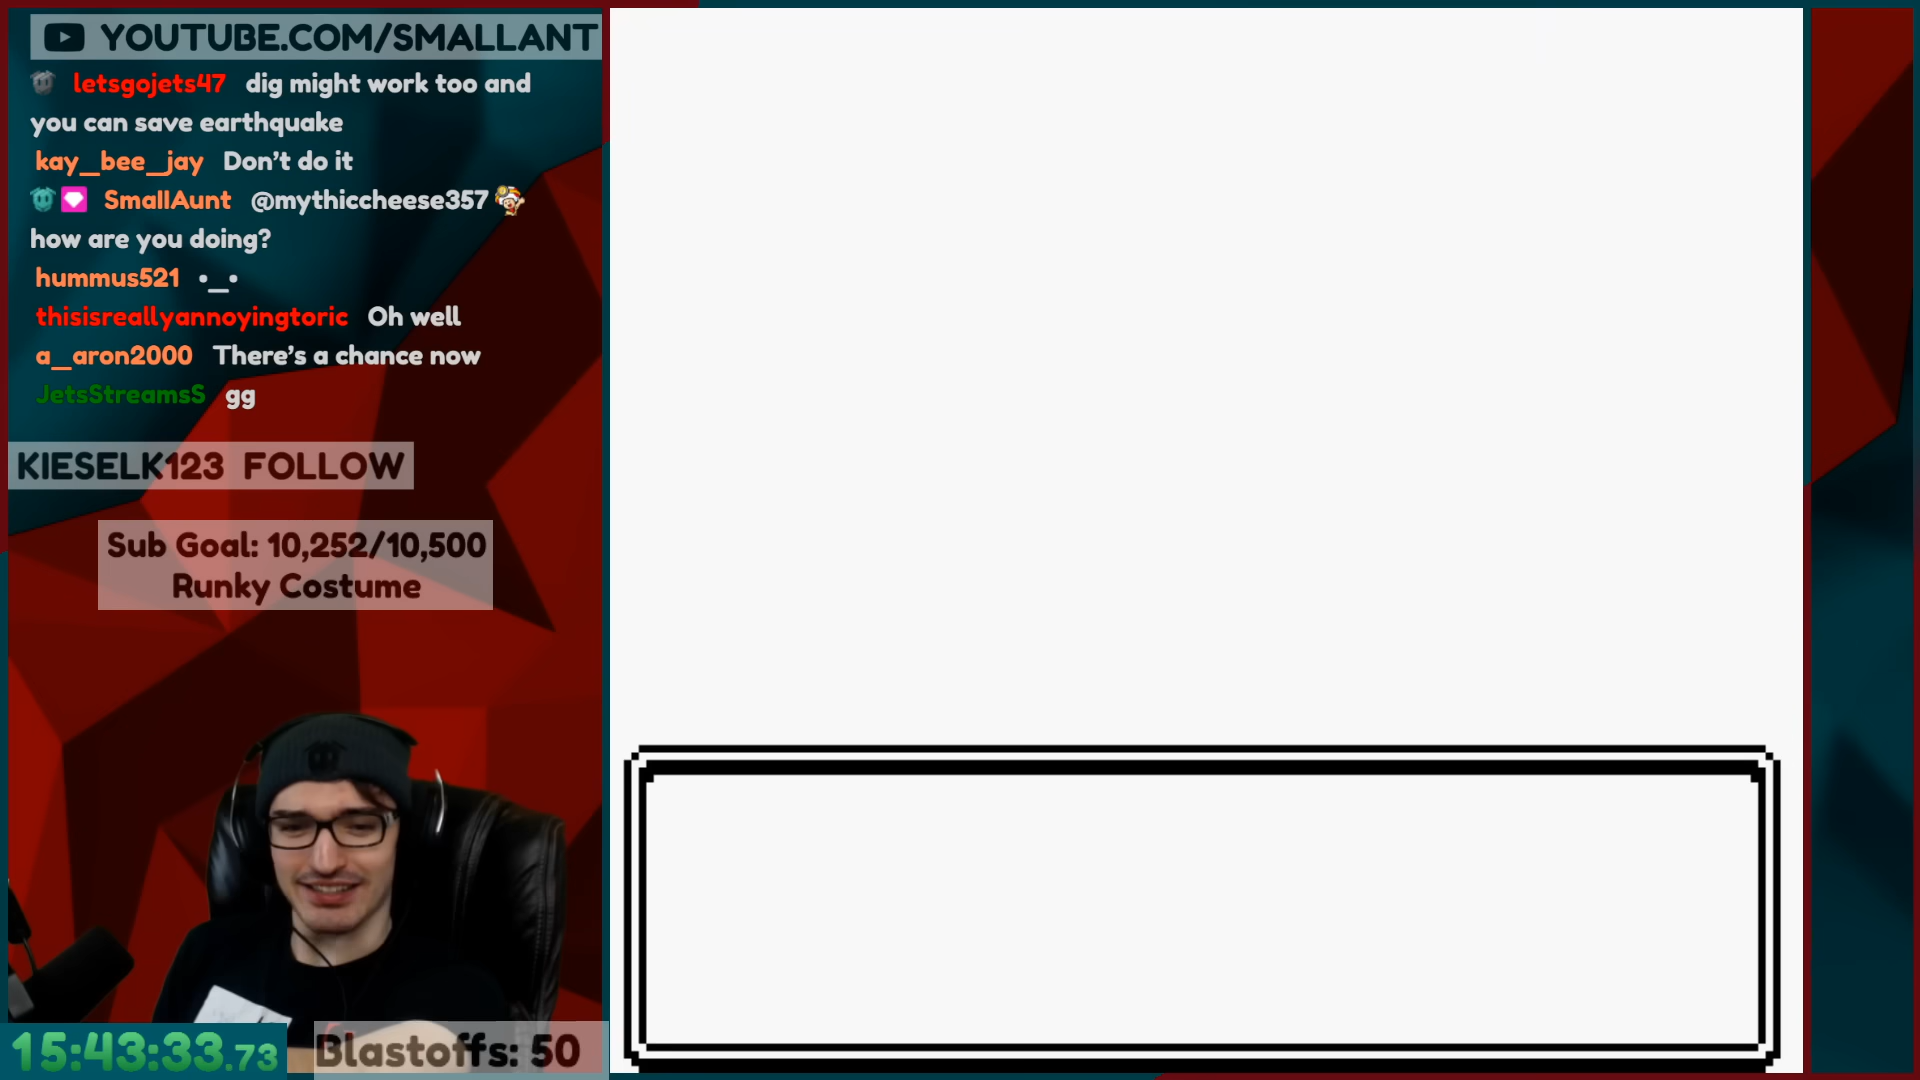 YOUTUBE.COM/SMALLANT
letsgojets47 dig might work too and
you can save earthquake
kay_bee_jay Don't do it
SmallAunt @mythiccheese357
how are you doing?
hummus521 •_•
thisisreallyannoyingtoric Oh well
a_aron2000 There's a chance now
JetsStreamsS gg
KIESELK123 FOLLOW
Sub Goal: 10,252/10,500
Runky Costume
15:43:33.73
Blastoffs: 50